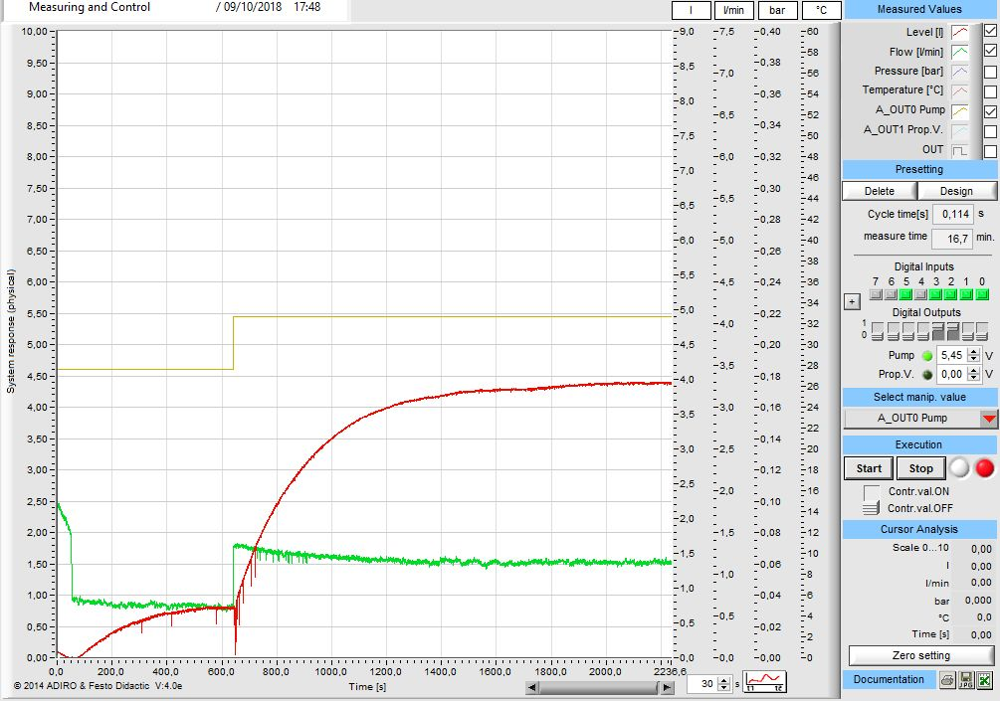 Measuring and Control / 09/10/2018 17:48
l l/min bar °C
Measured Values
Level [l]
Flow [l/min]
Pressure [bar]
Temperature [°C]
A_OUT0 Pump
A_OUT1 Prop.V.
OUT
Presetting
Delete Design
Cycle time[s] 0,114 s
measure time 16,7 min.
Digital Inputs
7 6 5 4 3 2 1 0
+
Digital Outputs
1
0
Pump 5,45 V
Prop.V. 0,00 V
Select manip. value
A_OUT0 Pump
Execution
Start Stop
Contr.val.ON
Contr.val.OFF
Cursor Analysis
Scale 0...10 0,00
l 0,00
l/min 0,00
bar 0,000
°C 0,0
Time [s] 0,00
Zero setting
Documentation
JPG
System response (physical)
10,00
9,50
9,00
8,50
8,00
7,50
7,00
6,50
6,00
5,50
5,00
4,50
4,00
3,50
3,00
2,50
2,00
1,50
1,00
0,50
0,00
9,0
8,5
8,0
7,5
7,0
6,5
6,0
5,5
5,0
4,5
4,0
3,5
3,0
2,5
2,0
1,5
1,0
0,5
0,0
7,5
7,0
6,5
6,0
5,5
5,0
4,5
4,0
3,5
3,0
2,5
2,0
1,5
1,0
0,5
0,0
0,40
0,38
0,36
0,34
0,32
0,30
0,28
0,26
0,24
0,22
0,20
0,18
0,16
0,14
0,12
0,10
0,08
0,06
0,04
0,02
0,00
60
58
56
54
52
50
48
46
44
42
40
38
36
34
32
30
28
26
24
22
20
18
16
14
12
10
8
6
4
2
0
0,0 200,0 400,0 600,0 800,0 1000,0 1200,0 1400,0 1600,0 1800,0 2000,0 2236,6
© 2014 ADIRO & Festo Didactic V:4.0e
Time [s]
30 s
t1 t2